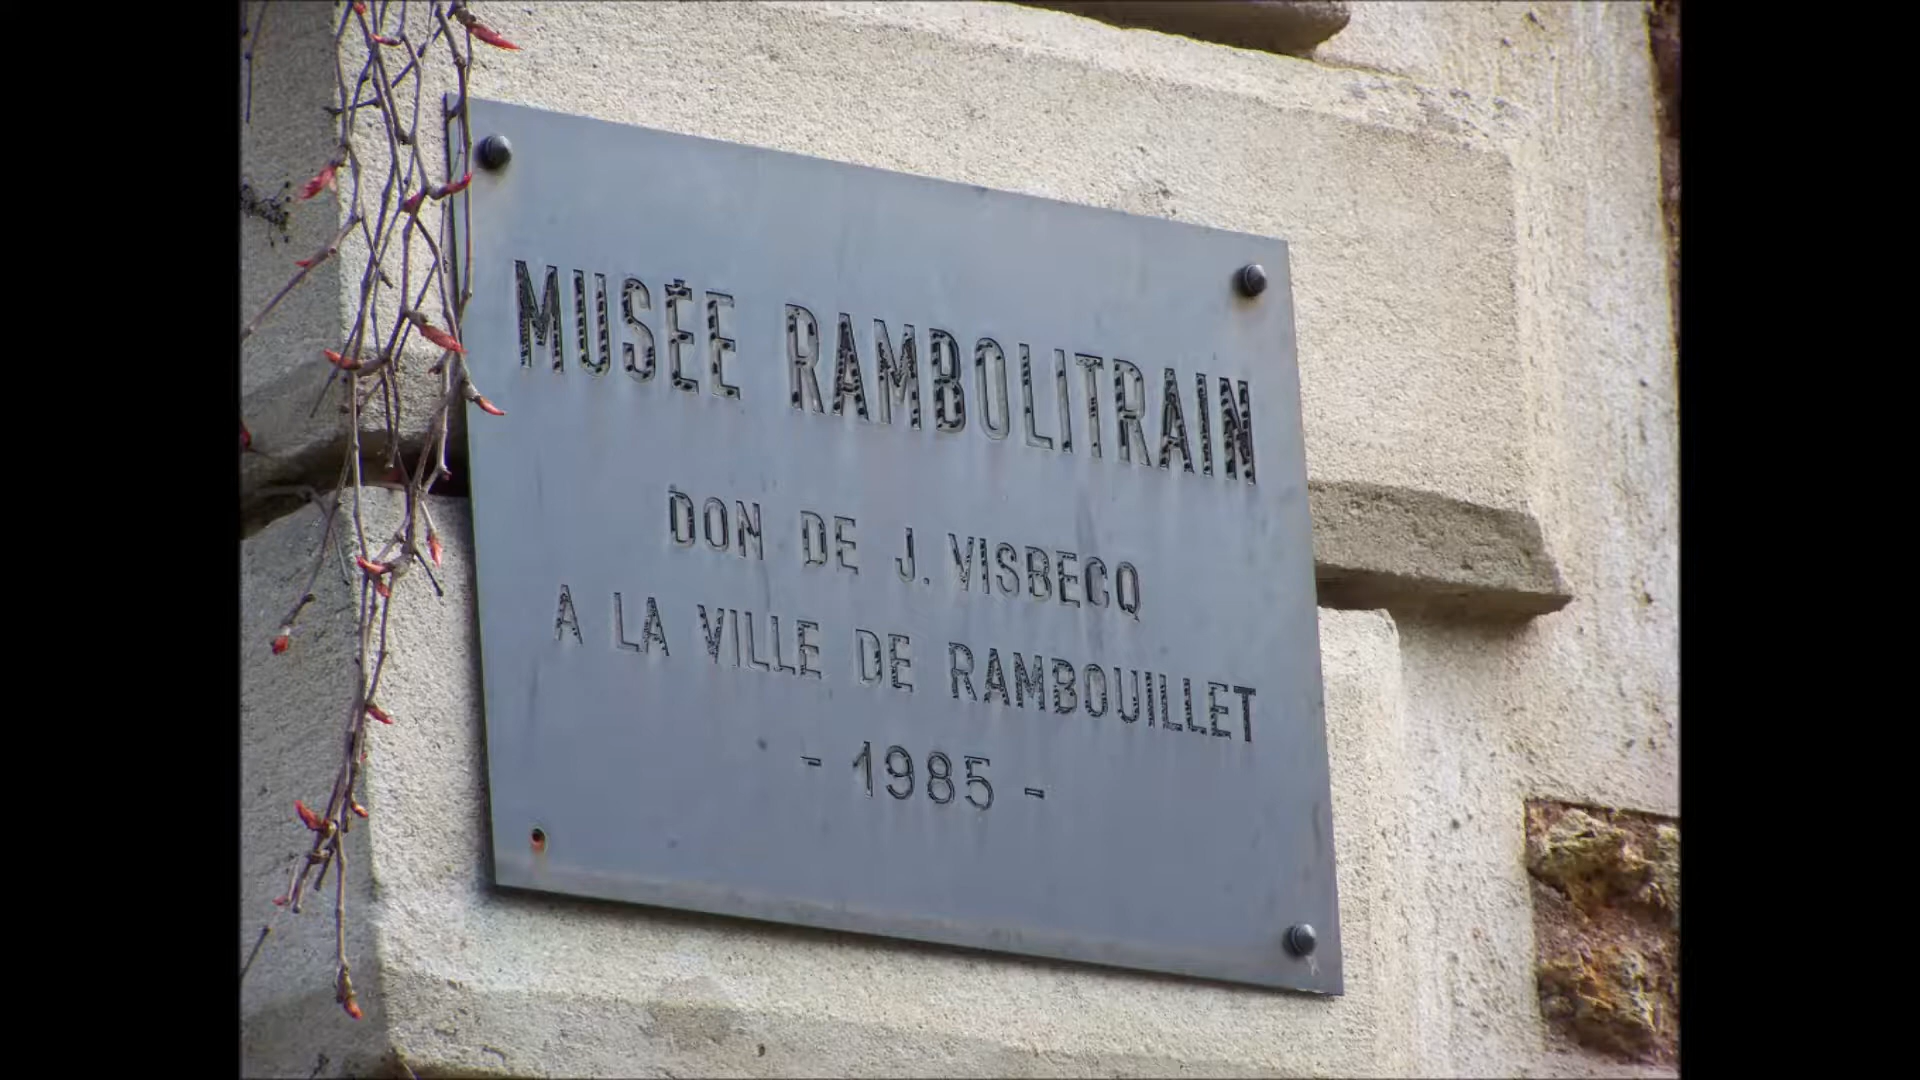 MUSÉE RAMBOLITRAIN
DON DE J. VISBECQ
A LA VILLE DE RAMBOUILLET
- 1985 -